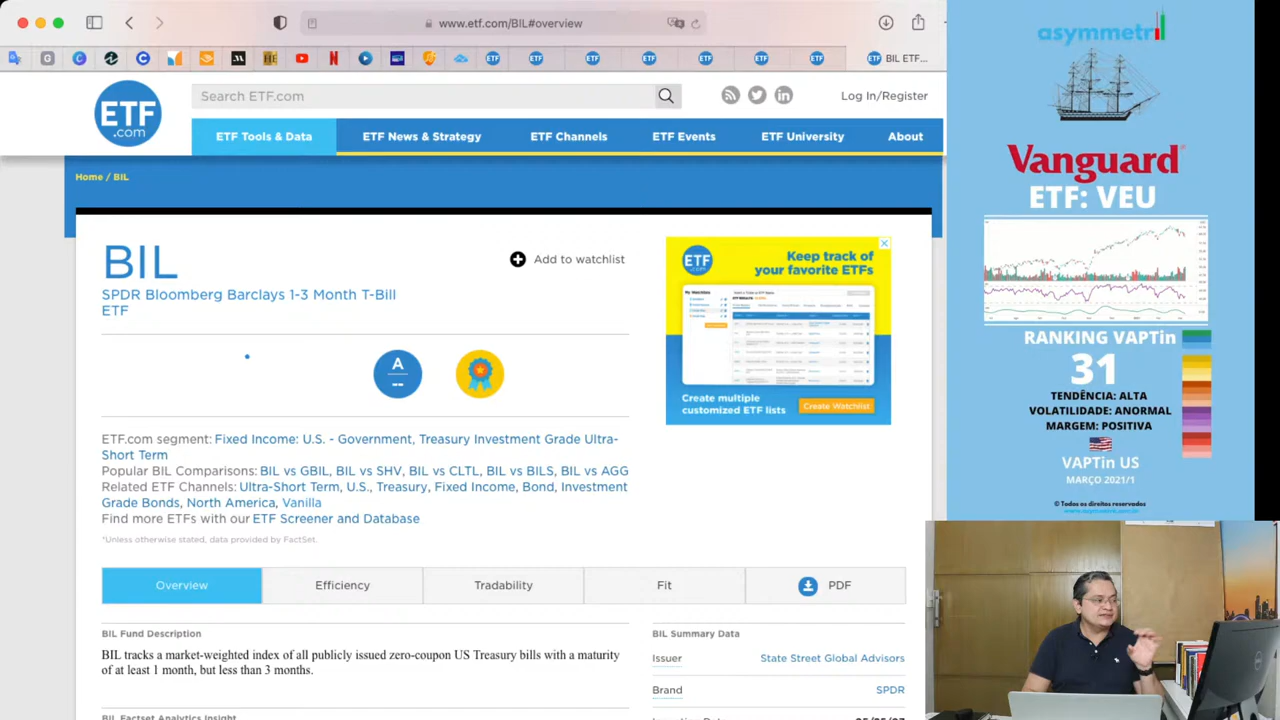 www.etf.com/BIL#overview
BIL ETF...
ETF
.com
Search ETF.com
Log In/Register
ETF Tools & Data
ETF News & Strategy
ETF Channels
ETF Events
ETF University
About
Home / BIL
BIL
Add to watchlist
SPDR Bloomberg Barclays 1-3 Month T-Bill
ETF
A
--
ETF
Keep track of
your favorite ETFs
Create multiple
customized ETF lists
Create Watchlist
ETF.com segment: Fixed Income: U.S. - Government, Treasury Investment Grade Ultra-
Short Term
Popular BIL Comparisons: BIL vs GBIL, BIL vs SHV, BIL vs CLTL, BIL vs BILS, BIL vs AGG
Related ETF Channels: Ultra-Short Term, U.S., Treasury, Fixed Income, Bond, Investment
Grade Bonds, North America, Vanilla
Find more ETFs with our ETF Screener and Database
*Unless otherwise stated, data provided by FactSet.
Overview
Efficiency
Tradability
Fit
PDF
BIL Fund Description
BIL tracks a market-weighted index of all publicly issued zero-coupon US Treasury bills with a maturity
of at least 1 month, but less than 3 months.
BIL Factset Analytics Insight
BIL Summary Data
Issuer
State Street Global Advisors
Brand
SPDR
asymmetrii
Vanguard
ETF: VEU
RANKING VAPTin
31
TENDÊNCIA: ALTA
VOLATILIDADE: ANORMAL
MARGEM: POSITIVA
VAPTin US
MARÇO 2021/1
© Todos os direitos reservados